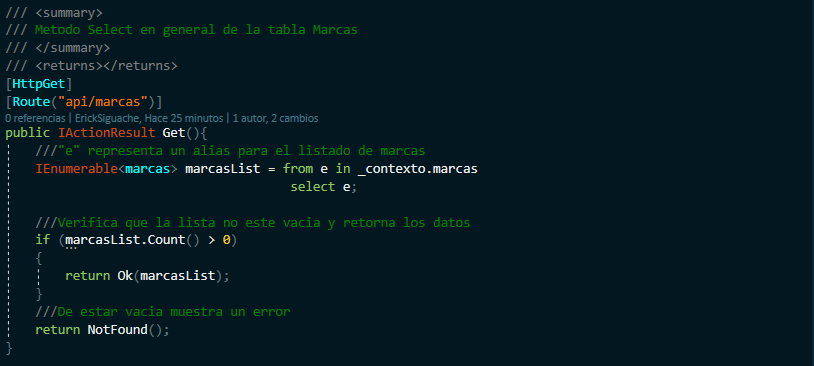 /// <summary>
/// Metodo Select en general de la tabla Marcas
/// </summary>
/// <returns></returns>
[HttpGet]
[Route("api/marcas")]
0 referencias | ErickSiguache, Hace 25 minutos | 1 autor, 2 cambios
public IActionResult Get(){
    ///"e" representa un alias para el listado de marcas
    IEnumerable<marcas> marcasList = from e in _contexto.marcas
                                      select e;
    ///Verifica que la lista no este vacia y retorna los datos
    if (marcasList.Count() > 0)
    {
        return Ok(marcasList);
    }
    ///De estar vacia muestra un error
    return NotFound();
}